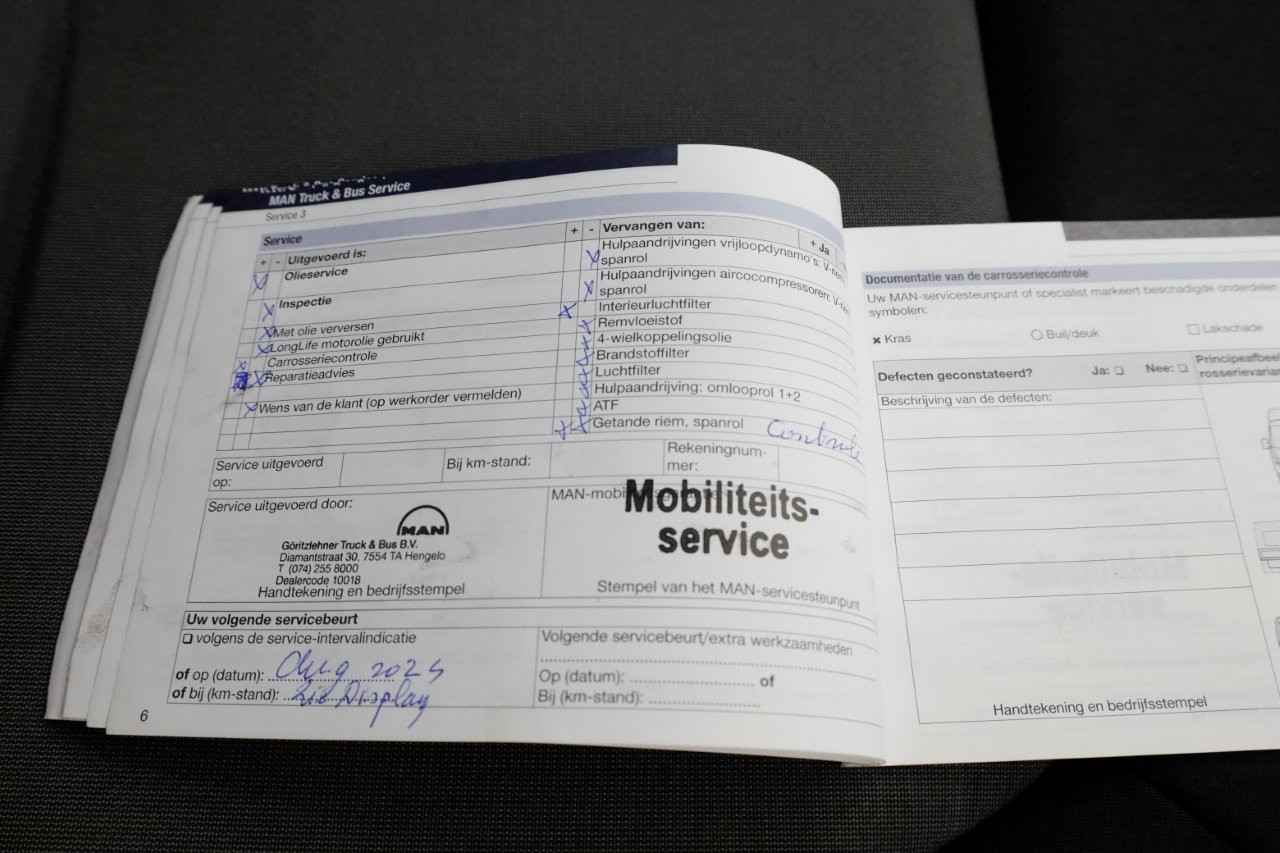 MAN Truck & Bus Service
Service 3
Service
+ - Uitgevoerd is:
Olieservice
Inspectie
Met olie verversen
LongLife motorolie gebruikt
Carrosseriecontrole
Reparatieadvies
Wens van de klant (op werkorder vermelden)
+ - Vervangen van:
+ Ja
Hulpaandrijvingen vrijloopdynamo's:
spanrol
Hulpaandrijvingen aircocompressoren:
spanrol
Interieurluchtfilter
Remvloeistof
4-wielkoppelingsolie
Brandstoffilter
Luchtfilter
Hulpaandrijving: omlooprol 1+2
ATF
Getande riem, spanrol
Controle
Service uitgevoerd
op:
Bij km-stand:
Rekeningnum-
mer:
Service uitgevoerd door:
MAN
Göritzlehner Truck & Bus B.V.
Diamantstraat 30, 7554 TA Hengelo
T (074) 255 8000
Dealercode 10018
Handtekening en bedrijfsstempel
Mobiliteits-
service
Stempel van het MAN-servicesteunpunt
Uw volgende servicebeurt
volgens de service-intervalindicatie
of op (datum): Aug 2025
of bij (km-stand): Zie Display
Volgende servicebeurt/extra werkzaamheden
Op (datum): of
Bij (km-stand):
6
Documentatie van de carrosseriecontrole
Uw MAN-servicesteunpunt of specialist markeert beschadigde onderdelen
symbolen:
Kras
Buil/deuk
Lakschade
Defecten geconstateerd? Ja: Nee:
Beschrijving van de defecten:
Handtekening en bedrijfsstempel